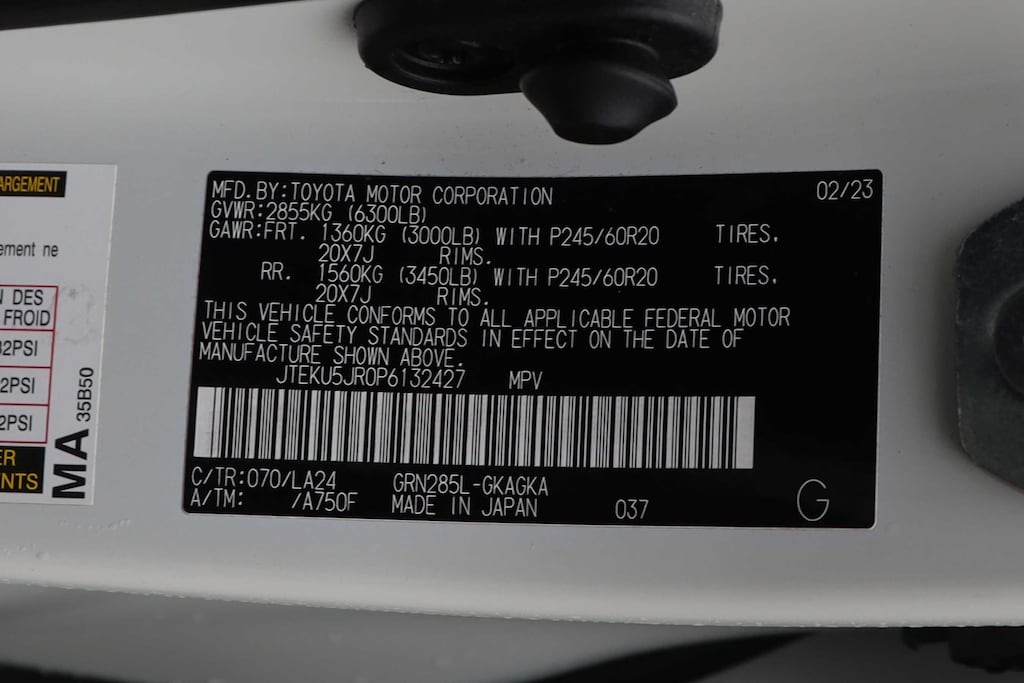 ARGEMENT
ement ne
N DES
FROID
32PSI
2PSI
2PSI
ER
NTS
MA 35B50
MFD. BY: TOYOTA MOTOR CORPORATION 02/23
GVWR: 2855KG (6300LB)
GAWR: FRT. 1360KG (3000LB) WITH P245/60R20 TIRES.
20X7J RIMS.
RR. 1560KG (3450LB) WITH P245/60R20 TIRES.
20X7J RIMS.
THIS VEHICLE CONFORMS TO ALL APPLICABLE FEDERAL MOTOR
VEHICLE SAFETY STANDARDS IN EFFECT ON THE DATE OF
MANUFACTURE SHOWN ABOVE.
JTEKU5JR0P6132427 MPV
C/TR: 070/LA24 GRN285L-GKAGKA
A/TM: /A750F MADE IN JAPAN 037 G